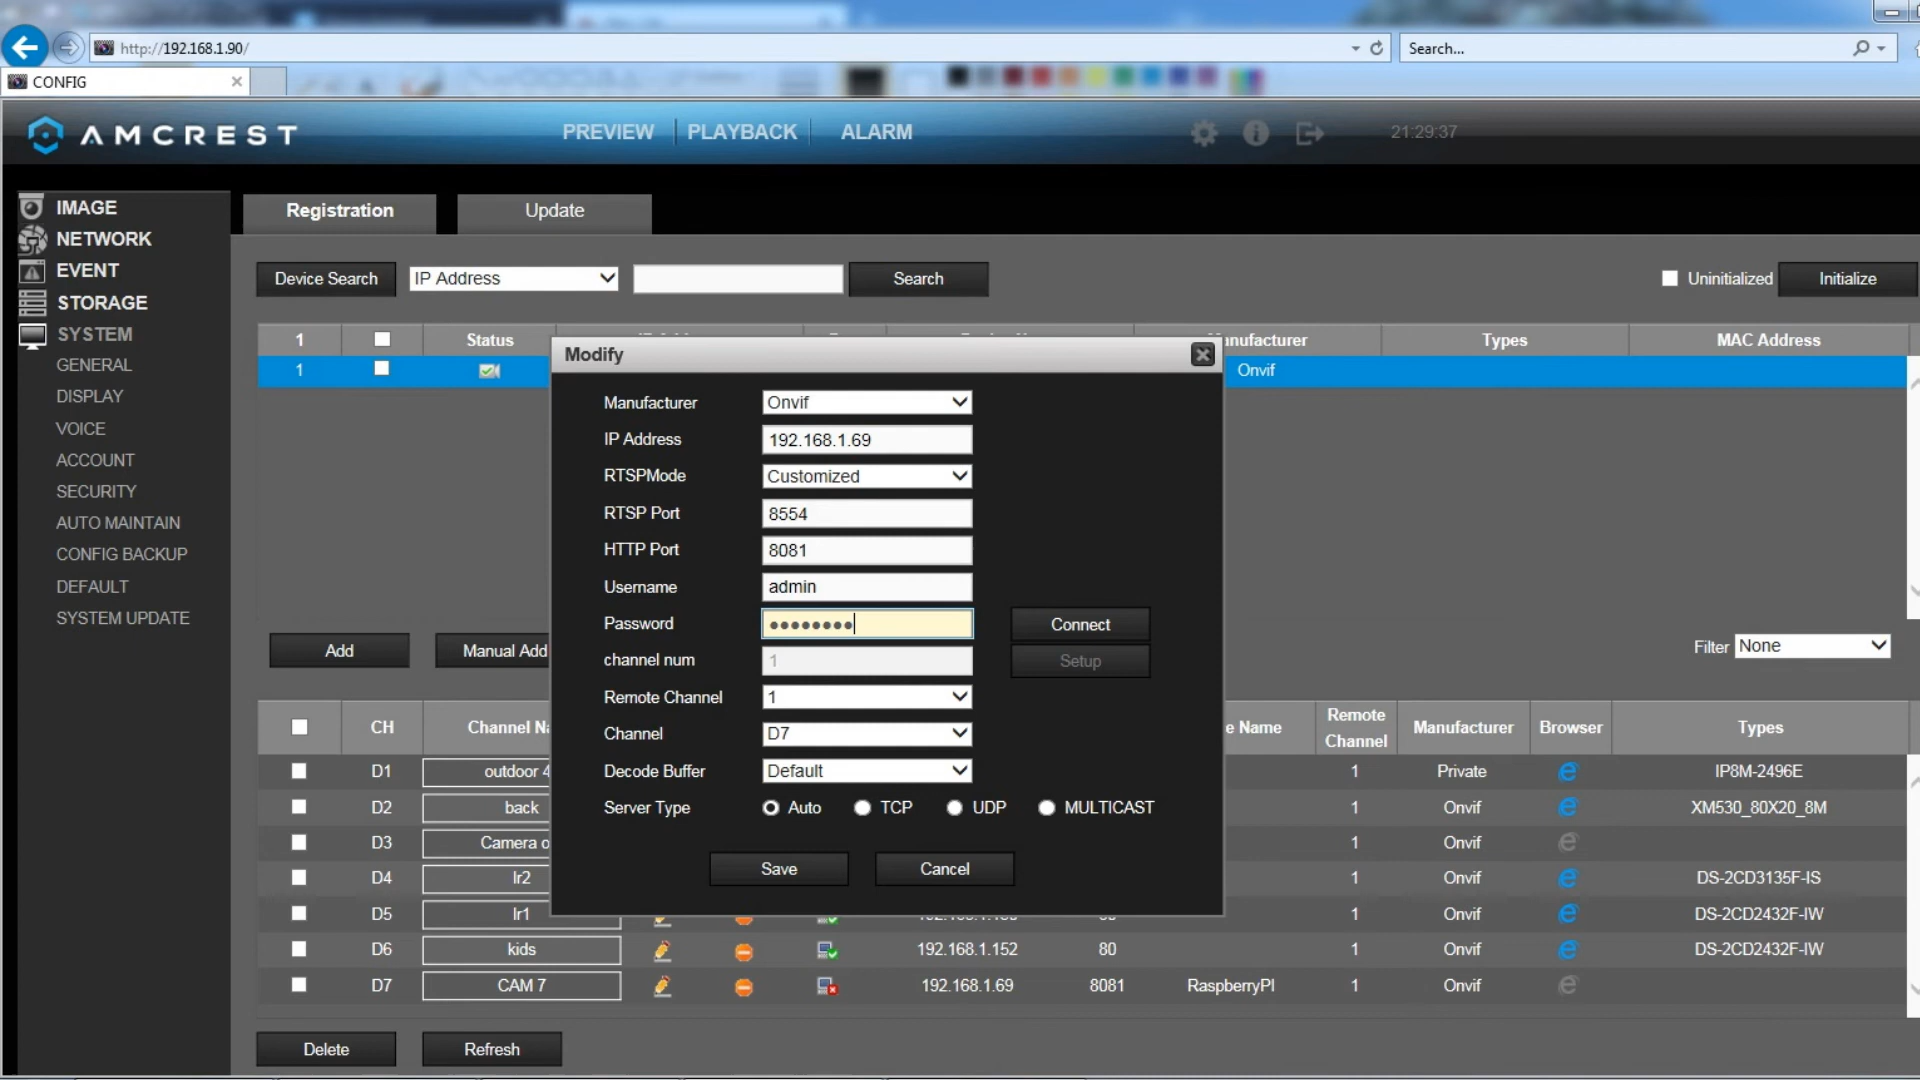 http://192.168.1.90/
Search...
CONFIG
AMCREST
PREVIEW
PLAYBACK
ALARM
21:29:37
IMAGE
NETWORK
EVENT
STORAGE
SYSTEM
GENERAL
DISPLAY
VOICE
ACCOUNT
SECURITY
AUTO MAINTAIN
CONFIG BACKUP
DEFAULT
SYSTEM UPDATE
Registration
Update
Device Search
IP Address
Search
Uninitialized
Initialize
1
Status
Types
MAC Address
1
Onvif
Modify
Manufacturer
Onvif
IP Address
192.168.1.69
RTSPMode
Customized
RTSP Port
8554
HTTP Port
8081
Username
admin
Password
••••••••
Connect
channel num
1
Setup
Remote Channel
1
Channel
D7
Decode Buffer
Default
Server Type
Auto
TCP
UDP
MULTICAST
Save
Cancel
Add
Manual Add
Filter
None
CH
Channel
Name
Remote Channel
Manufacturer
Browser
Types
D1 outdoor 1 Private IP8M-2496E
D2 back 1 Onvif XM530_80X20_8M
D3 Camera 1 Onvif
D4 lr2 1 Onvif DS-2CD3135F-IS
D5 lr1 1 Onvif DS-2CD2432F-IW
D6 kids 192.168.1.152 80 1 Onvif DS-2CD2432F-IW
D7 CAM 7 192.168.1.69 8081 RaspberryPI 1 Onvif
Delete
Refresh